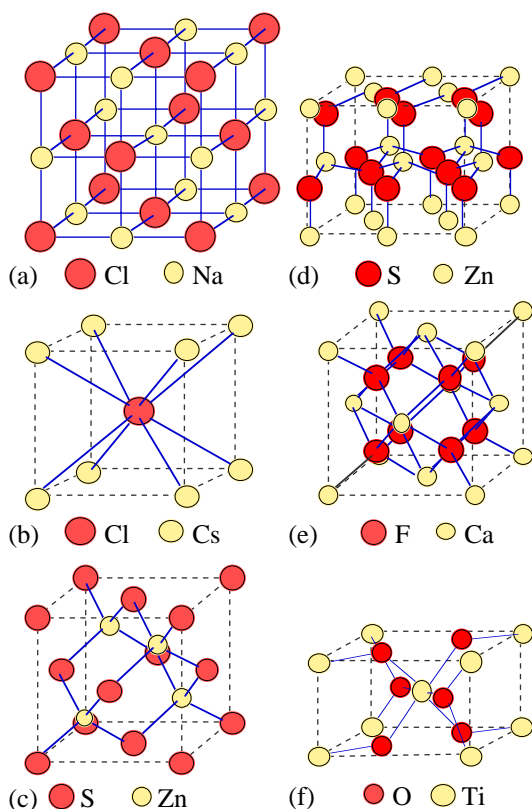 (a) Cl Na
(d) S Zn
(b) Cl Cs
(e) F Ca
(c) S Zn
(f) O Ti